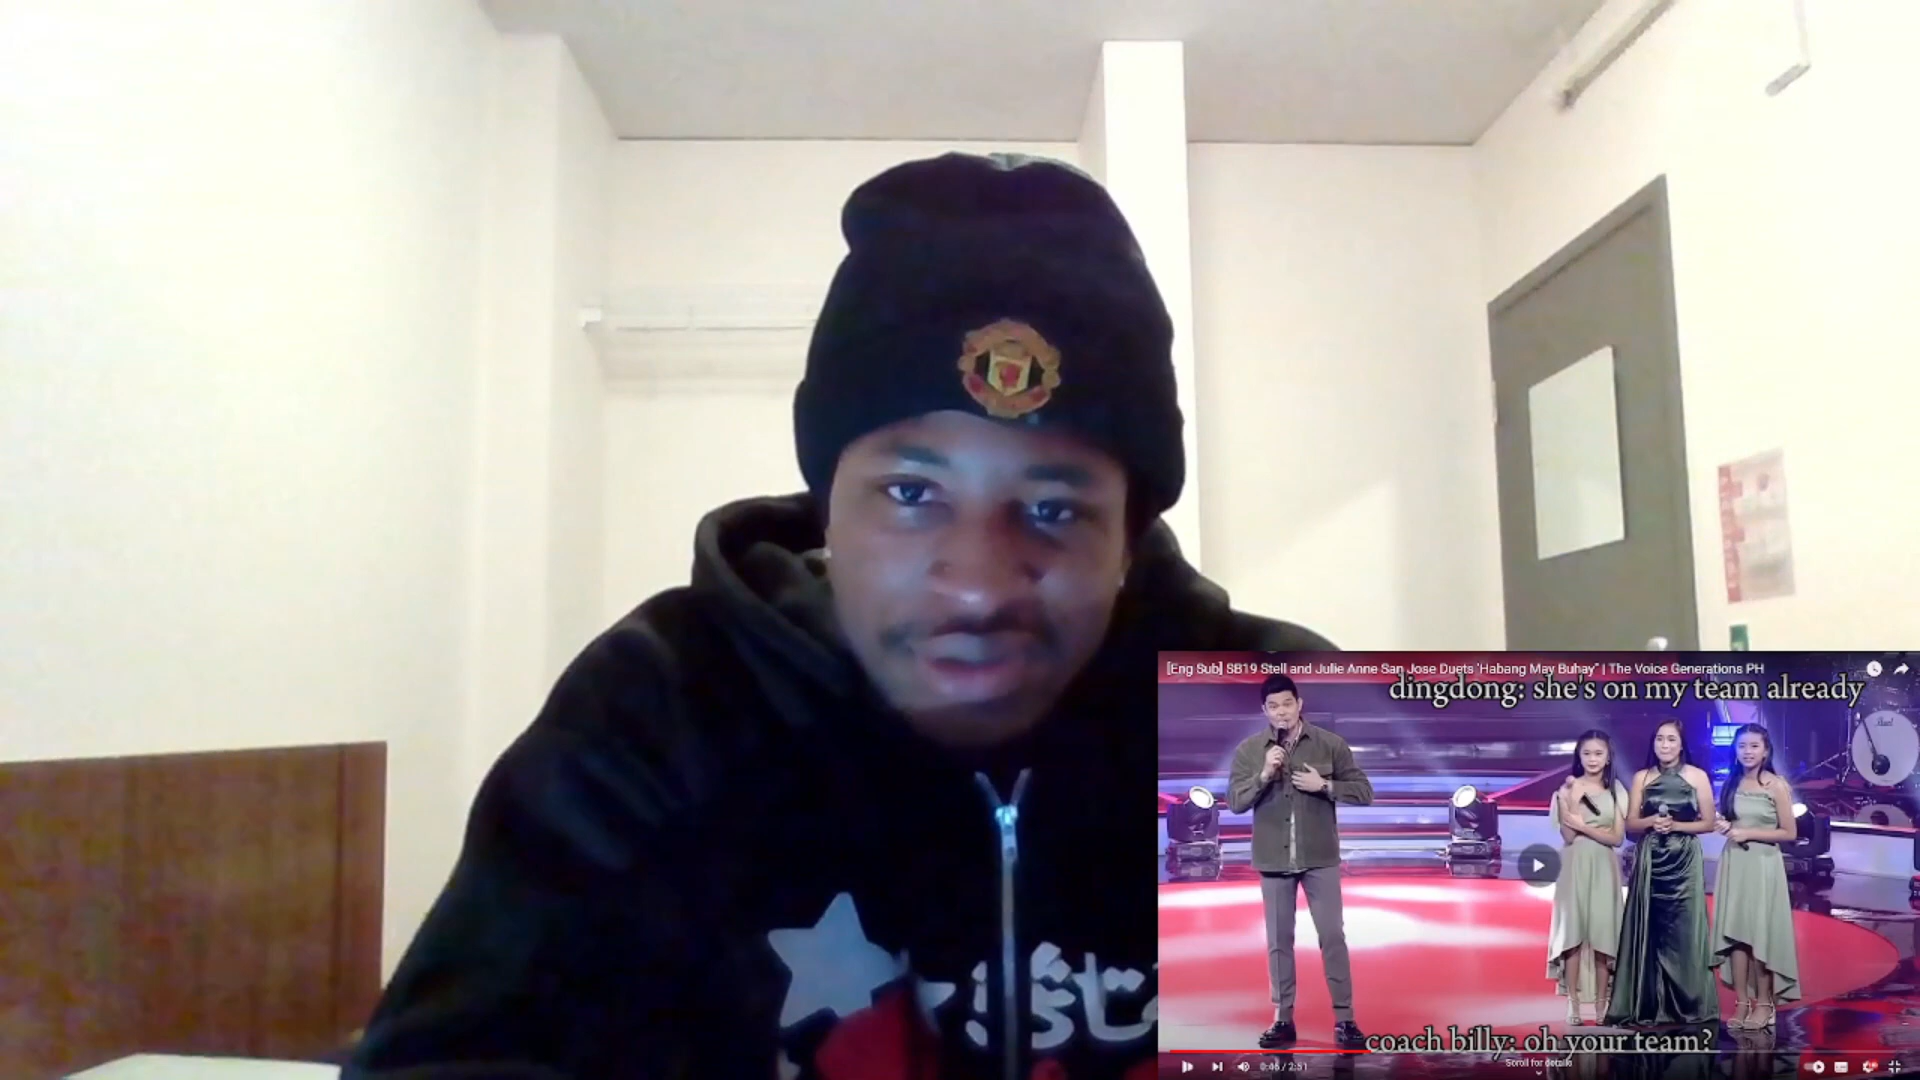 [Eng Sub] SB19 Stell and Julie Anne San Jose Duets 'Habang May Buhay" | The Voice Generations PH
dingdong: she's on my team already
coach billy: oh your team?
0:46 / 2:51
Scroll for details